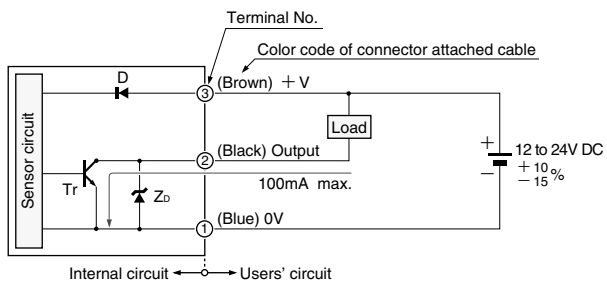 Terminal No.
Color code of connector attached cable
D
3 (Brown) +V
Load
Sensor circuit
2 (Black) Output
+
12 to 24V DC
+ 10
- 15 %
-
Tr
100mA max.
ZD
1 (Blue) 0V
Internal circuit
Users' circuit